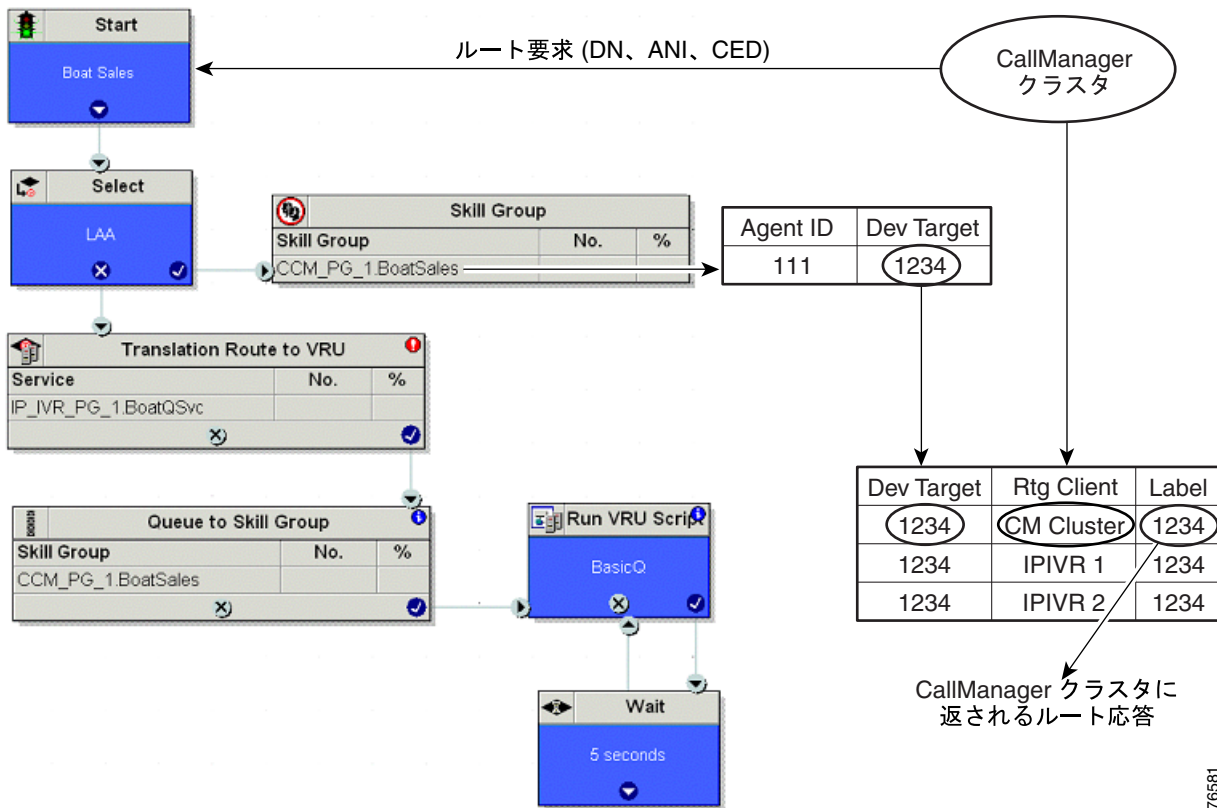 Start
Boat Sales
ルート要求 (DN、ANI、CED)
CallManager
クラスタ
Select
LAA
Skill Group
Skill Group No. %
CCM_PG_1.BoatSales
Agent ID Dev Target
111 1234
Translation Route to VRU
Service No. %
IP_IVR_PG_1.BoatQSvc
Queue to Skill Group
Skill Group No. %
CCM_PG_1.BoatSales
Run VRU Script
BasicQ
Wait
5 seconds
Dev Target Rtg Client Label
1234 CM Cluster 1234
1234 IPIVR 1 1234
1234 IPIVR 2 1234
CallManager クラスタに
返されるルート応答
76581